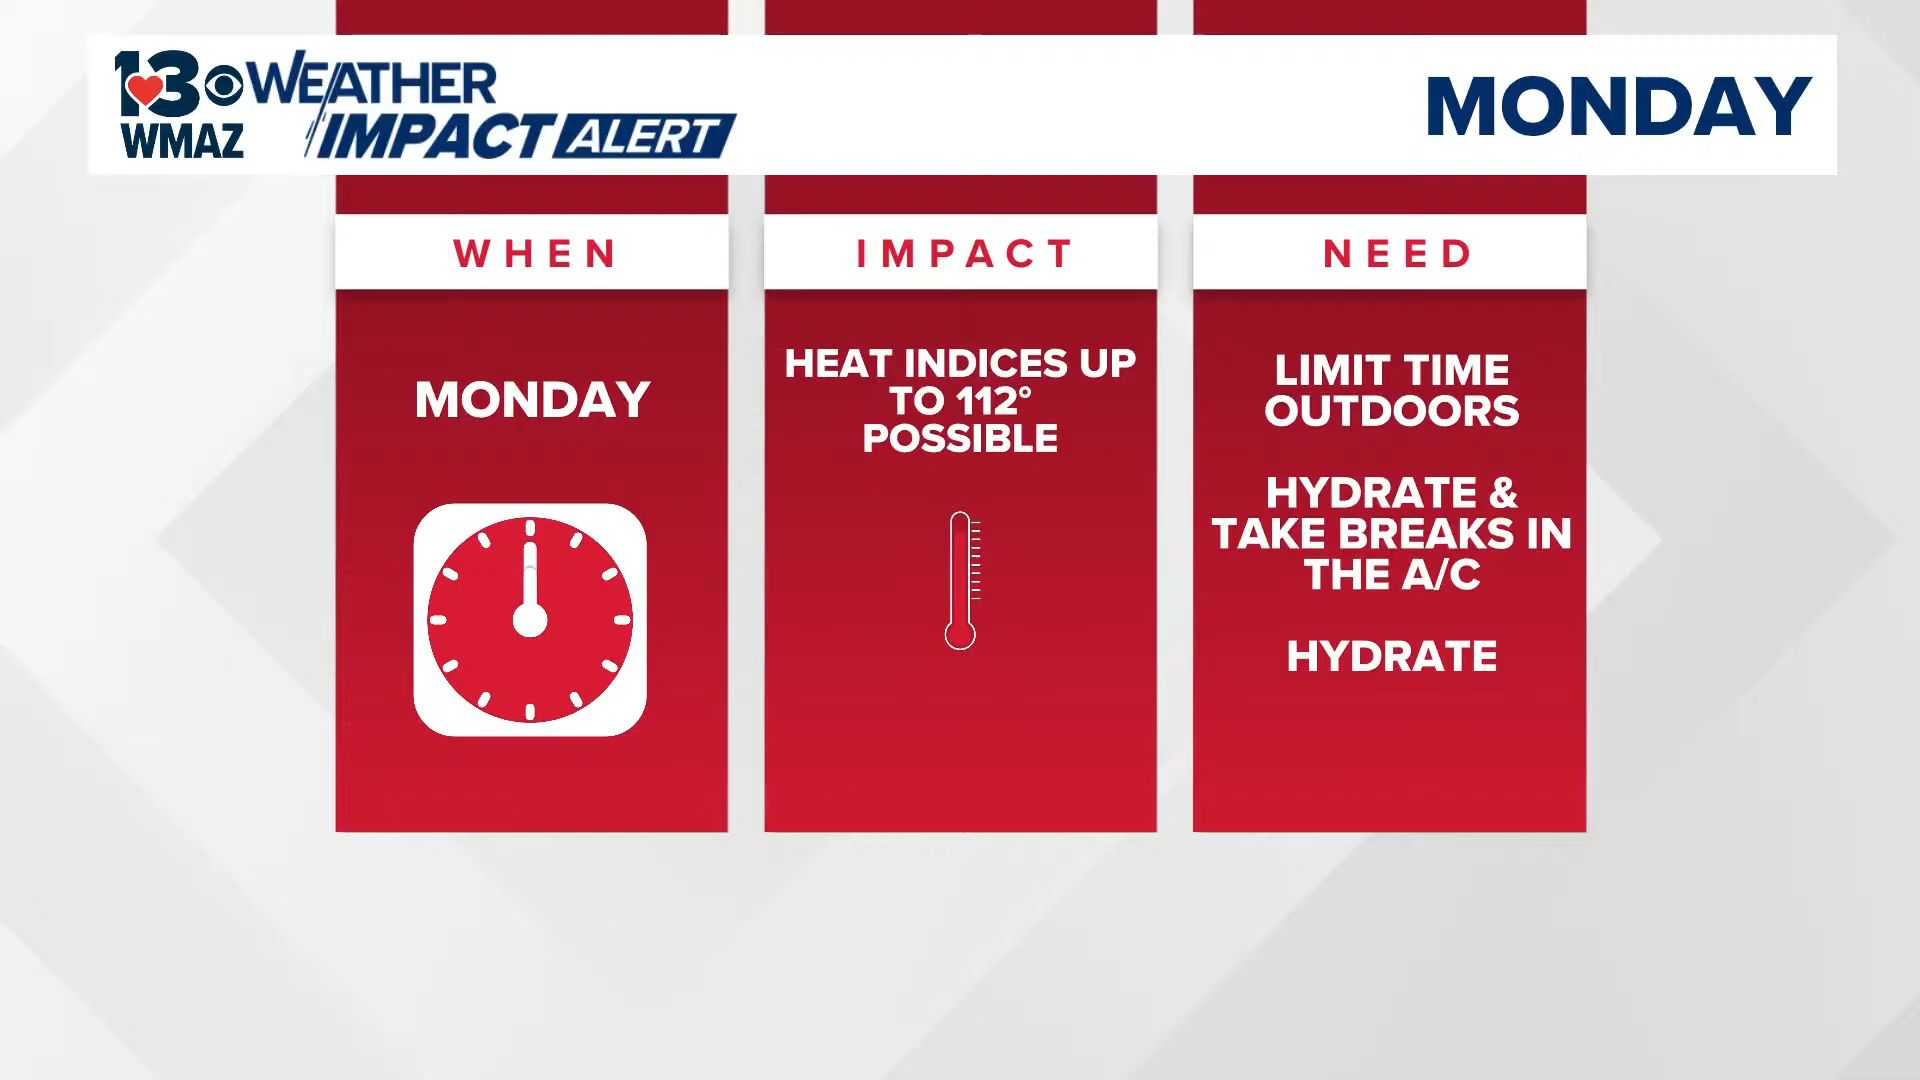 13 WEATHER
WMAZ IMPACT ALERT
MONDAY
WHEN
MONDAY
IMPACT
HEAT INDICES UP
TO 112°
POSSIBLE
NEED
LIMIT TIME
OUTDOORS
HYDRATE &
TAKE BREAKS IN
THE A/C
HYDRATE